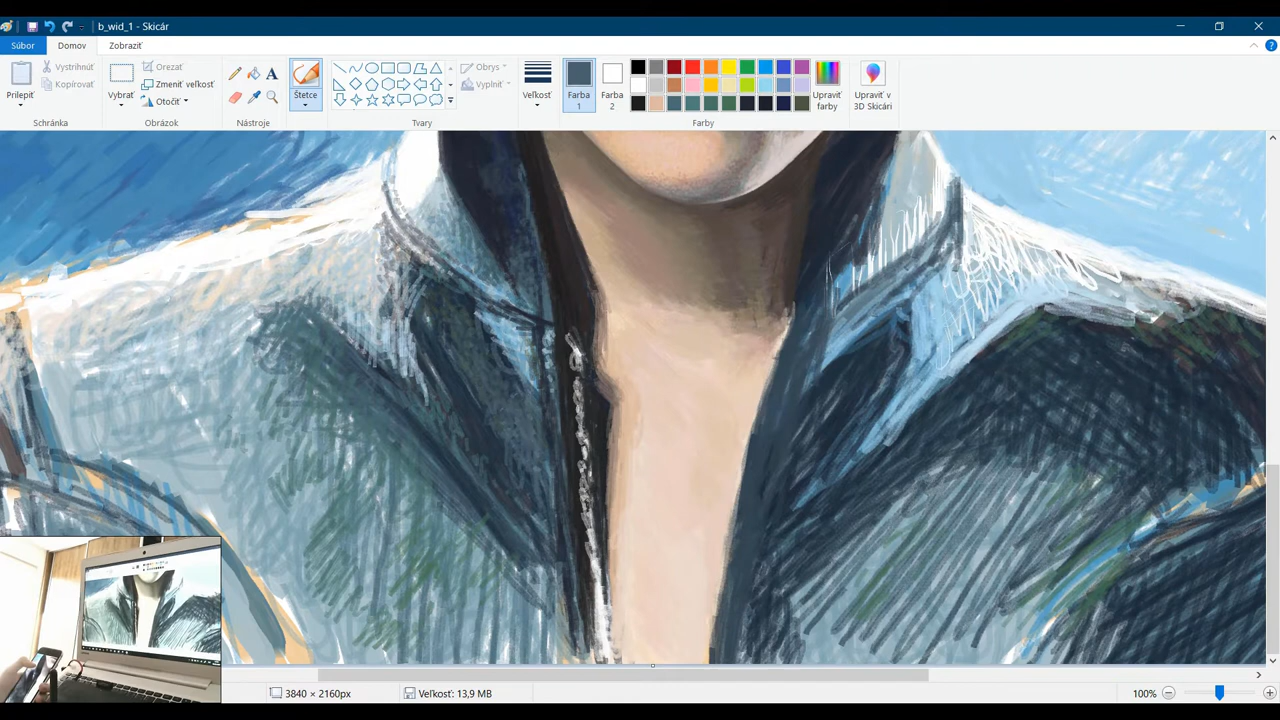 b_wid_1 - Skicár
Súbor Domov Zobraziť
Prilepiť
Vystrihnúť
Kopírovať
Schránka
Vybrať
Orezať
Zmeniť veľkosť
Otočiť
Obrázok
A
Nástroje
Štetce
Obrys
Vyplniť
Tvary
Veľkosť
Farba
1
Farba
2
Upraviť
farby
Farby
Upraviť v
3D Skicári
3840 × 2160px
Veľkosť: 13,9 MB
100%